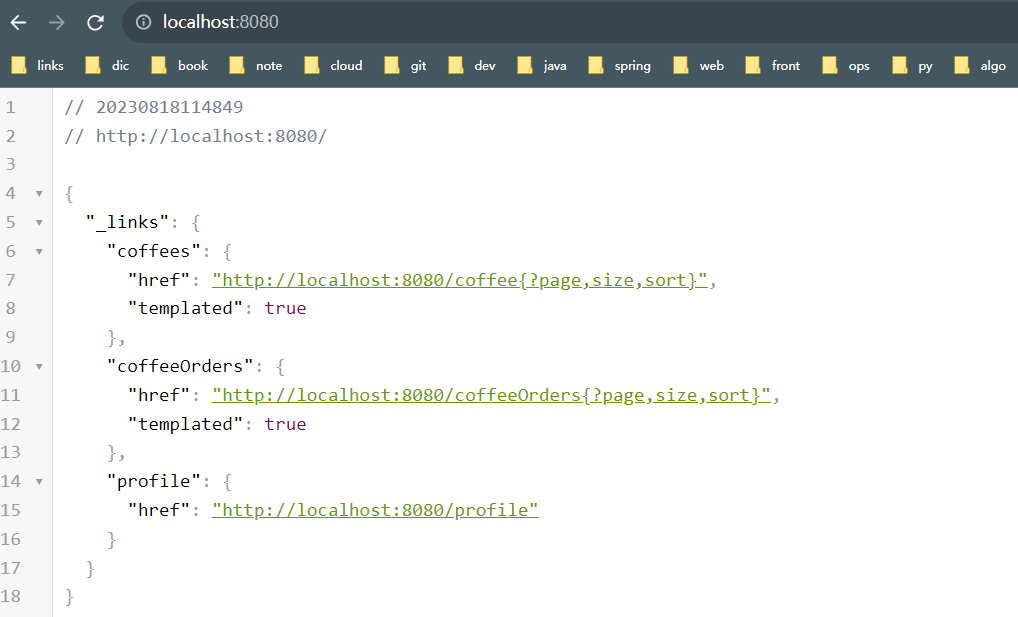 localhost:8080
links dic book note cloud git dev java spring web front ops py algo
1 // 20230818114849
2 // http://localhost:8080/
3
4 {
5   "_links": {
6     "coffees": {
7       "href": "http://localhost:8080/coffee{?page,size,sort}",
8       "templated": true
9     },
10     "coffeeOrders": {
11       "href": "http://localhost:8080/coffeeOrders{?page,size,sort}",
12       "templated": true
13     },
14     "profile": {
15       "href": "http://localhost:8080/profile"
16     }
17   }
18 }